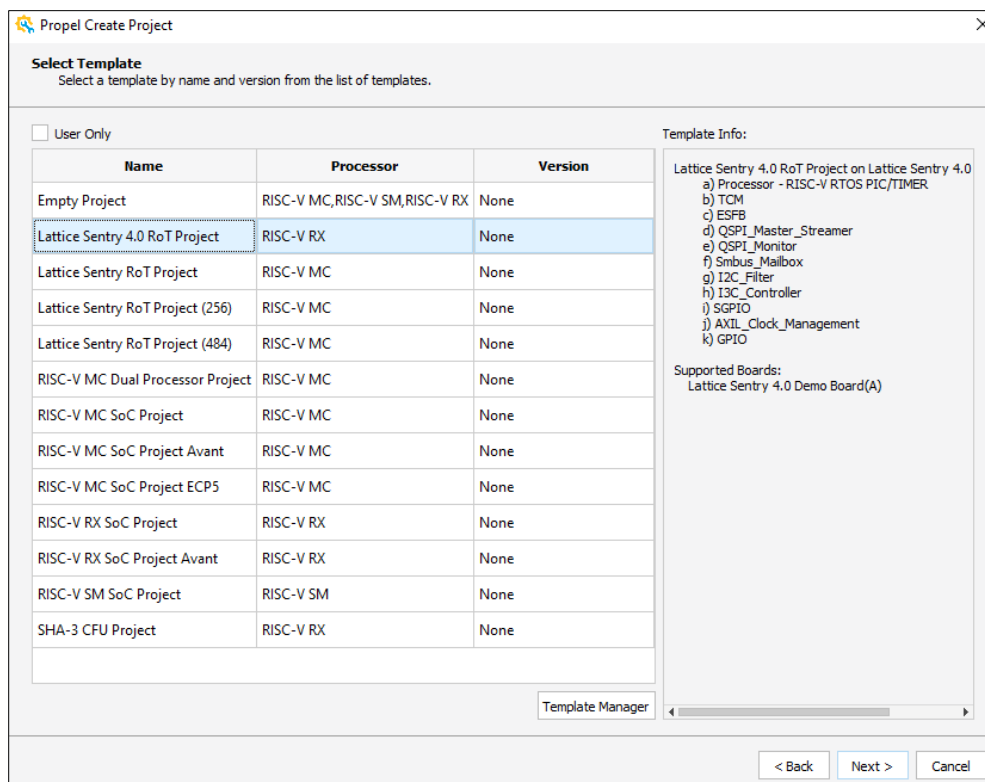 Propel Create Project
Select Template
Select a template by name and version from the list of templates.
User Only
Name Processor Version
Empty Project RISC-V MC,RISC-V SM,RISC-V RX None
Lattice Sentry 4.0 RoT Project RISC-V RX None
Lattice Sentry RoT Project RISC-V MC None
Lattice Sentry RoT Project (256) RISC-V MC None
Lattice Sentry RoT Project (484) RISC-V MC None
RISC-V MC Dual Processor Project RISC-V MC None
RISC-V MC SoC Project RISC-V MC None
RISC-V MC SoC Project Avant RISC-V MC None
RISC-V MC SoC Project ECP5 RISC-V MC None
RISC-V RX SoC Project RISC-V RX None
RISC-V RX SoC Project Avant RISC-V RX None
RISC-V SM SoC Project RISC-V SM None
SHA-3 CFU Project RISC-V RX None
Template Manager
Template Info:
Lattice Sentry 4.0 RoT Project on Lattice Sentry 4.0
a) Processor - RISC-V RTOS PIC/TIMER
b) TCM
c) ESFB
d) QSPI_Master_Streamer
e) QSPI_Monitor
f) Smbus_Mailbox
g) I2C_Filter
h) I3C_Controller
i) SGPIO
j) AXIL_Clock_Management
k) GPIO
Supported Boards:
Lattice Sentry 4.0 Demo Board(A)
< Back Next > Cancel